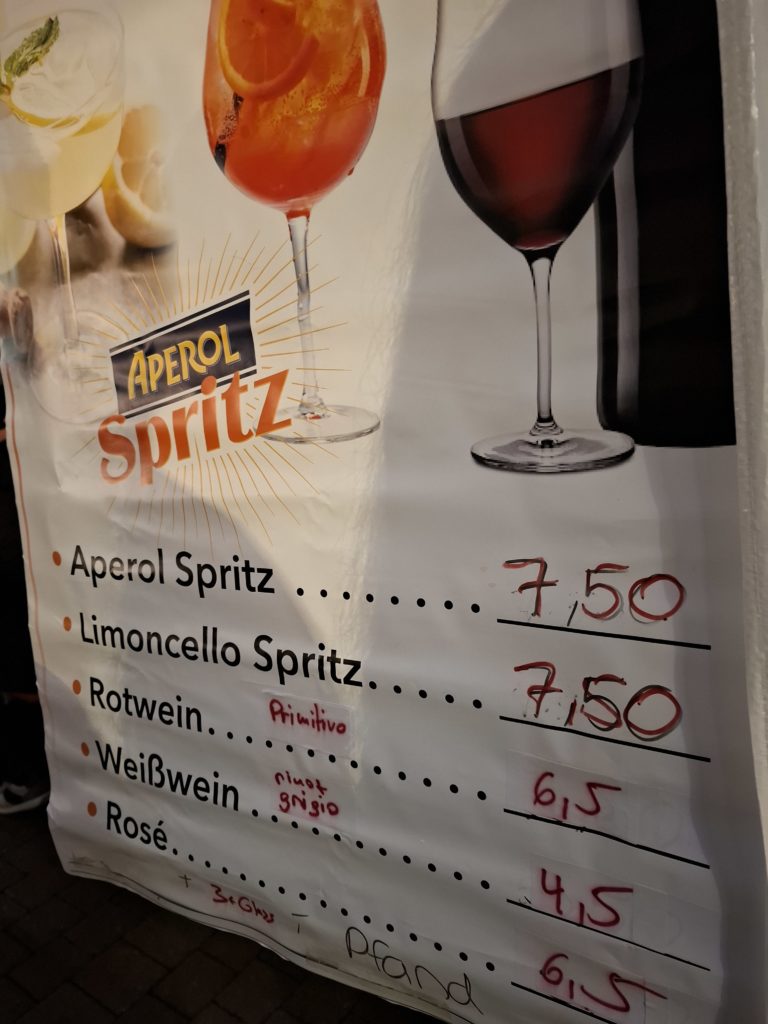 APEROL
Spritz
• Aperol Spritz ........ 7,50
• Limoncello Spritz...... 7,50
• Rotwein Primitivo ............ 6,5
• Weißwein pinot grigio ........... 4,5
• Rosé................ 6,5
+ 3€ Glas - Pfand